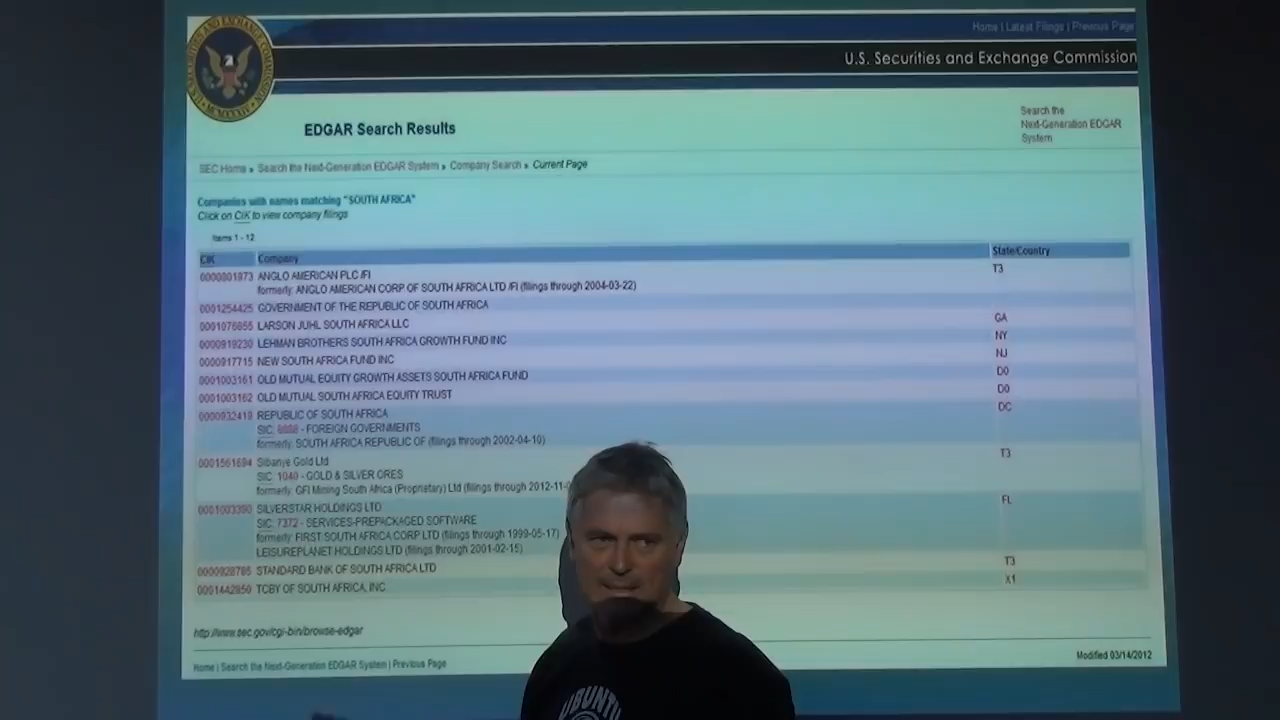 Home | Latest Filings | Previous Page
U.S. Securities and Exchange Commission
Search the
Next-Generation EDGAR
System
EDGAR Search Results
SEC Home » Search the Next-Generation EDGAR System » Company Search » Current Page
Companies with names matching "SOUTH AFRICA"
Click on CIK to view company filings
Items 1 - 12
CIK Company State/Country
ANGLO AMERICAN PLC /FI T3
formerly: ANGLO AMERICAN CORP OF SOUTH AFRICA LTD /FI (filings through 2004-03-22)
0001254425 GOVERNMENT OF THE REPUBLIC OF SOUTH AFRICA
0001076855 LARSON JUHL SOUTH AFRICA LLC GA
0000919230 LEHMAN BROTHERS SOUTH AFRICA GROWTH FUND INC NY
0000917715 NEW SOUTH AFRICA FUND INC NJ
0001003161 OLD MUTUAL EQUITY GROWTH ASSETS SOUTH AFRICA FUND D0
0001003162 OLD MUTUAL SOUTH AFRICA EQUITY TRUST D0
0000932419 REPUBLIC OF SOUTH AFRICA DC
SIC: 8888 - FOREIGN GOVERNMENTS
formerly: SOUTH AFRICA REPUBLIC OF (filings through 2002-04-10)
0001561694 Sibanye Gold Ltd T3
SIC: 1040 - GOLD & SILVER ORES
formerly: GFI Mining South Africa (Proprietary) Ltd (filings through 2012-11-0
0001003390 SILVERSTAR HOLDINGS LTD FL
SIC: 7372 - SERVICES-PREPACKAGED SOFTWARE
formerly: FIRST SOUTH AFRICA CORP LTD (filings through 1999-05-17)
LEISUREPLANET HOLDINGS LTD (filings through 2001-02-15)
0000928785 STANDARD BANK OF SOUTH AFRICA LTD T3
0001442850 TCBY OF SOUTH AFRICA, INC. X1
http://www.sec.gov/cgi-bin/browse-edgar
Home | Search the Next-Generation EDGAR System | Previous Page
Modified 03/14/2012
UBUNTU